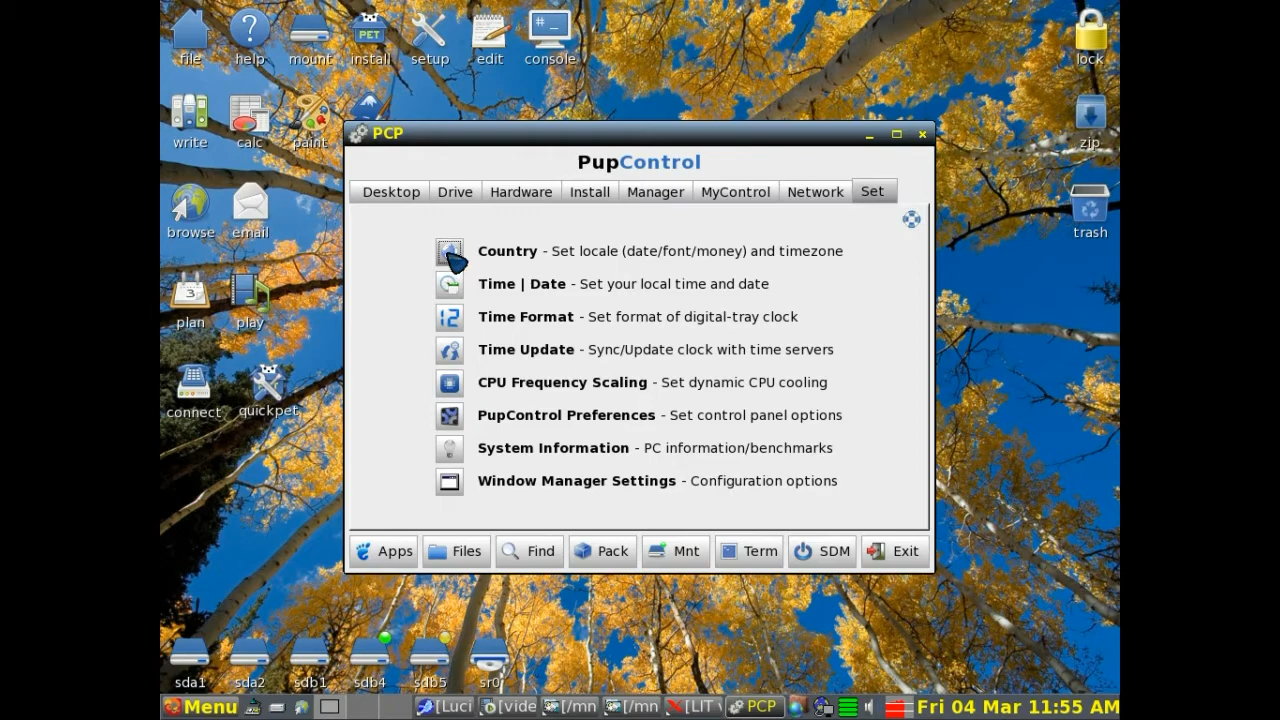 file help mount install setup edit console lock
PET
# _
write calc paint zip
PCP
PupControl
Desktop Drive Hardware Install Manager MyControl Network Set
browse email trash
Country - Set locale (date/font/money) and timezone
Time | Date - Set your local time and date
3
12
Time Format - Set format of digital-tray clock
plan play
Time Update - Sync/Update clock with time servers
CPU Frequency Scaling - Set dynamic CPU cooling
connect quickpet
PupControl Preferences - Set control panel options
System Information - PC information/benchmarks
Window Manager Settings - Configuration options
Apps Files Find Pack Mnt Term SDM Exit
sda1 sda2 sdb1 sdb4 sdb5 sr0
Menu [Luci [vide [/mn [/mn [LIT PCP Fri 04 Mar 11:55 AM